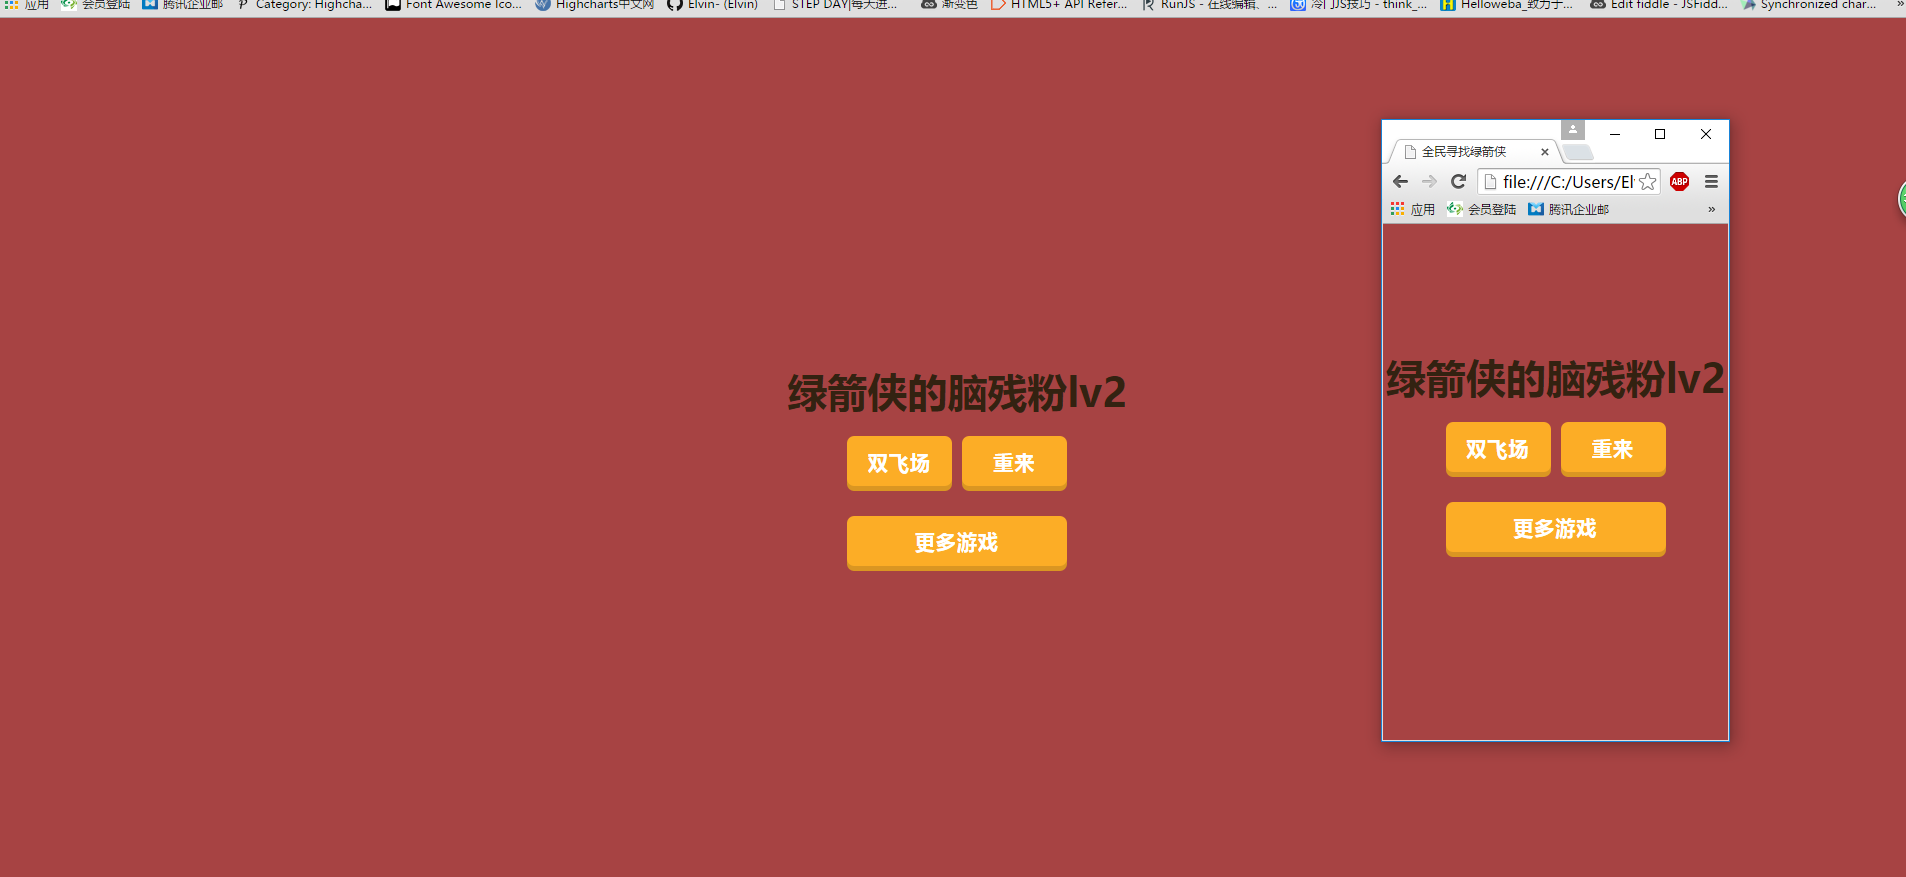 应用 会员登陆 腾讯企业邮 Category: Highcha... Font Awesome Ico... Highcharts中文网 Elvin- (Elvin) STEP DAY|每天进... 渐变色 HTML5+ API Refer... RunJS - 在线编辑、... 冷门JS技巧 - think_... Helloweba_致力于... Edit fiddle - JSFidd... Synchronized char... »
绿箭侠的脑残粉lv2
双飞场 重来
更多游戏
全民寻找绿箭侠
file:///C:/Users/El
ABP
应用 会员登陆 腾讯企业邮 »
绿箭侠的脑残粉lv2
双飞场 重来
更多游戏